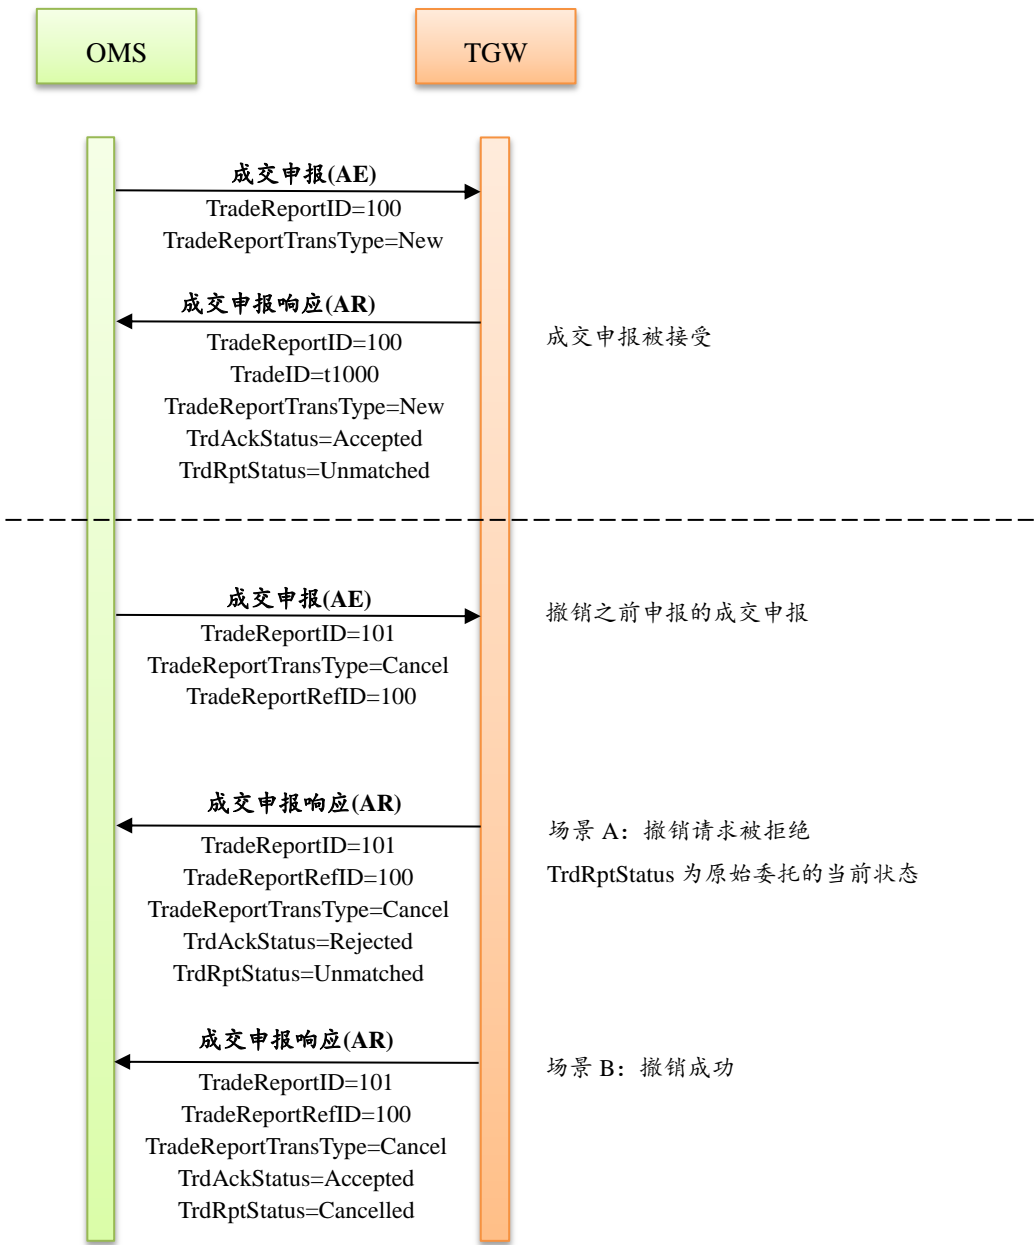 OMS
TGW
成交申报(AE)
TradeReportID=100
TradeReportTransType=New
成交申报响应(AR)
TradeReportID=100
TradeID=t1000
TradeReportTransType=New
TrdAckStatus=Accepted
TrdRptStatus=Unmatched
成交申报被接受
成交申报(AE)
TradeReportID=101
TradeReportTransType=Cancel
TradeReportRefID=100
撤销之前申报的成交申报
成交申报响应(AR)
TradeReportID=101
TradeReportRefID=100
TradeReportTransType=Cancel
TrdAckStatus=Rejected
TrdRptStatus=Unmatched
场景 A：撤销请求被拒绝
TrdRptStatus 为原始委托的当前状态
成交申报响应(AR)
TradeReportID=101
TradeReportRefID=100
TradeReportTransType=Cancel
TrdAckStatus=Accepted
TrdRptStatus=Cancelled
场景 B：撤销成功